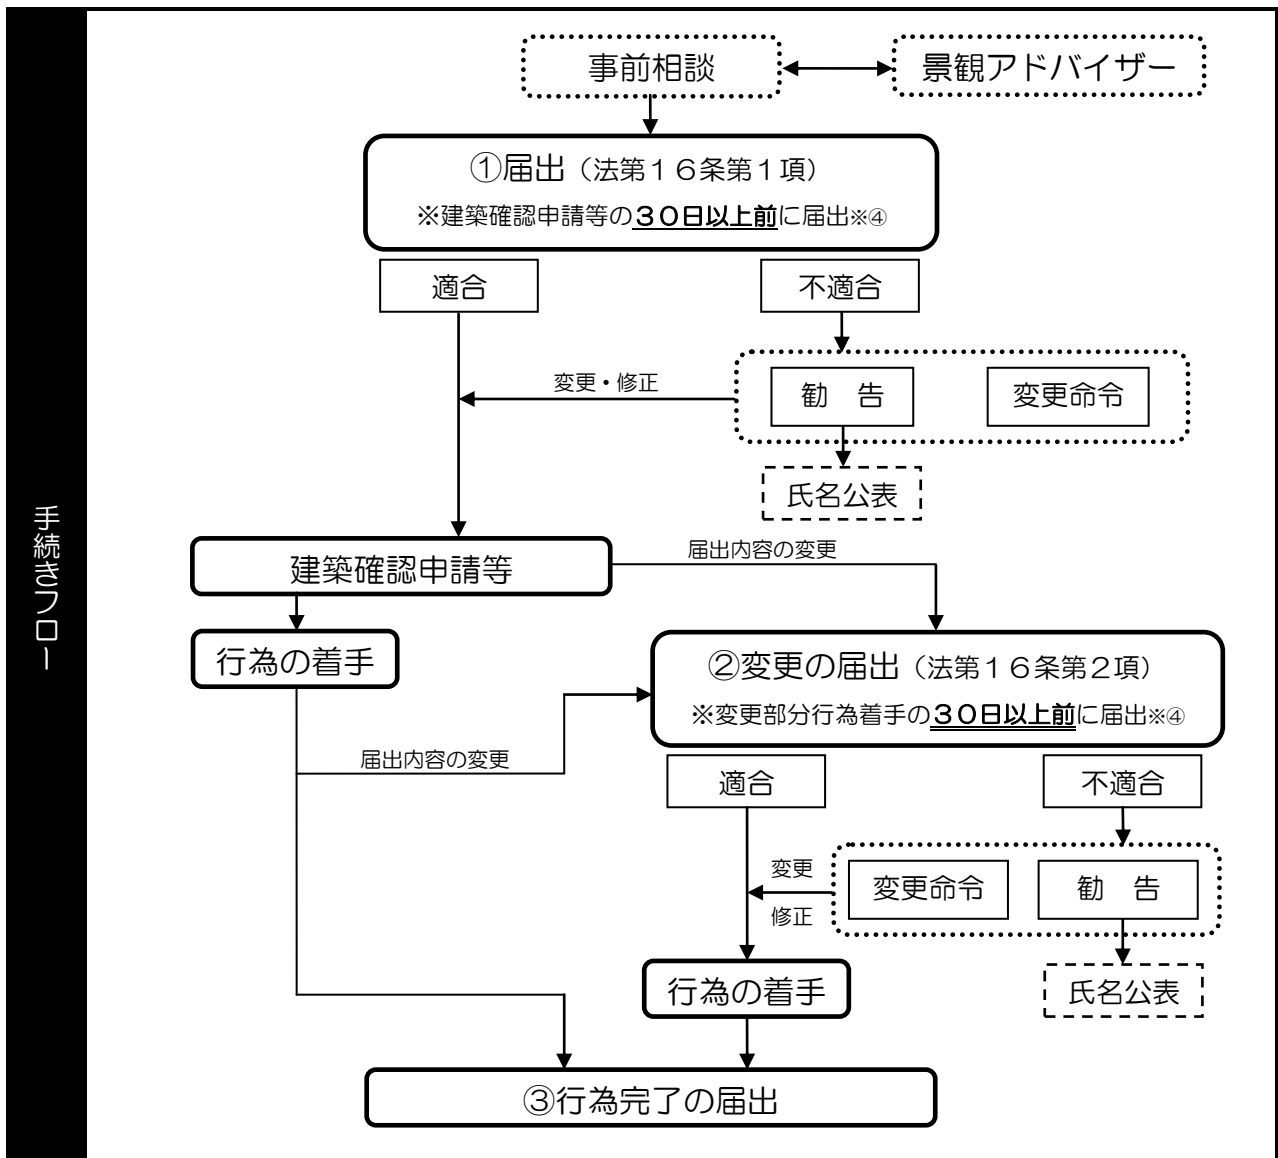 手続きフロー
事前相談
景観アドバイザー
①届出（法第１６条第１項）
※建築確認申請等の３０日以上前に届出※④
適合
不適合
変更・修正
勧　告
変更命令
氏名公表
建築確認申請等
届出内容の変更
行為の着手
②変更の届出（法第１６条第２項）
※変更部分行為着手の３０日以上前に届出※④
届出内容の変更
適合
不適合
変更
修正
変更命令
勧　告
行為の着手
氏名公表
③行為完了の届出